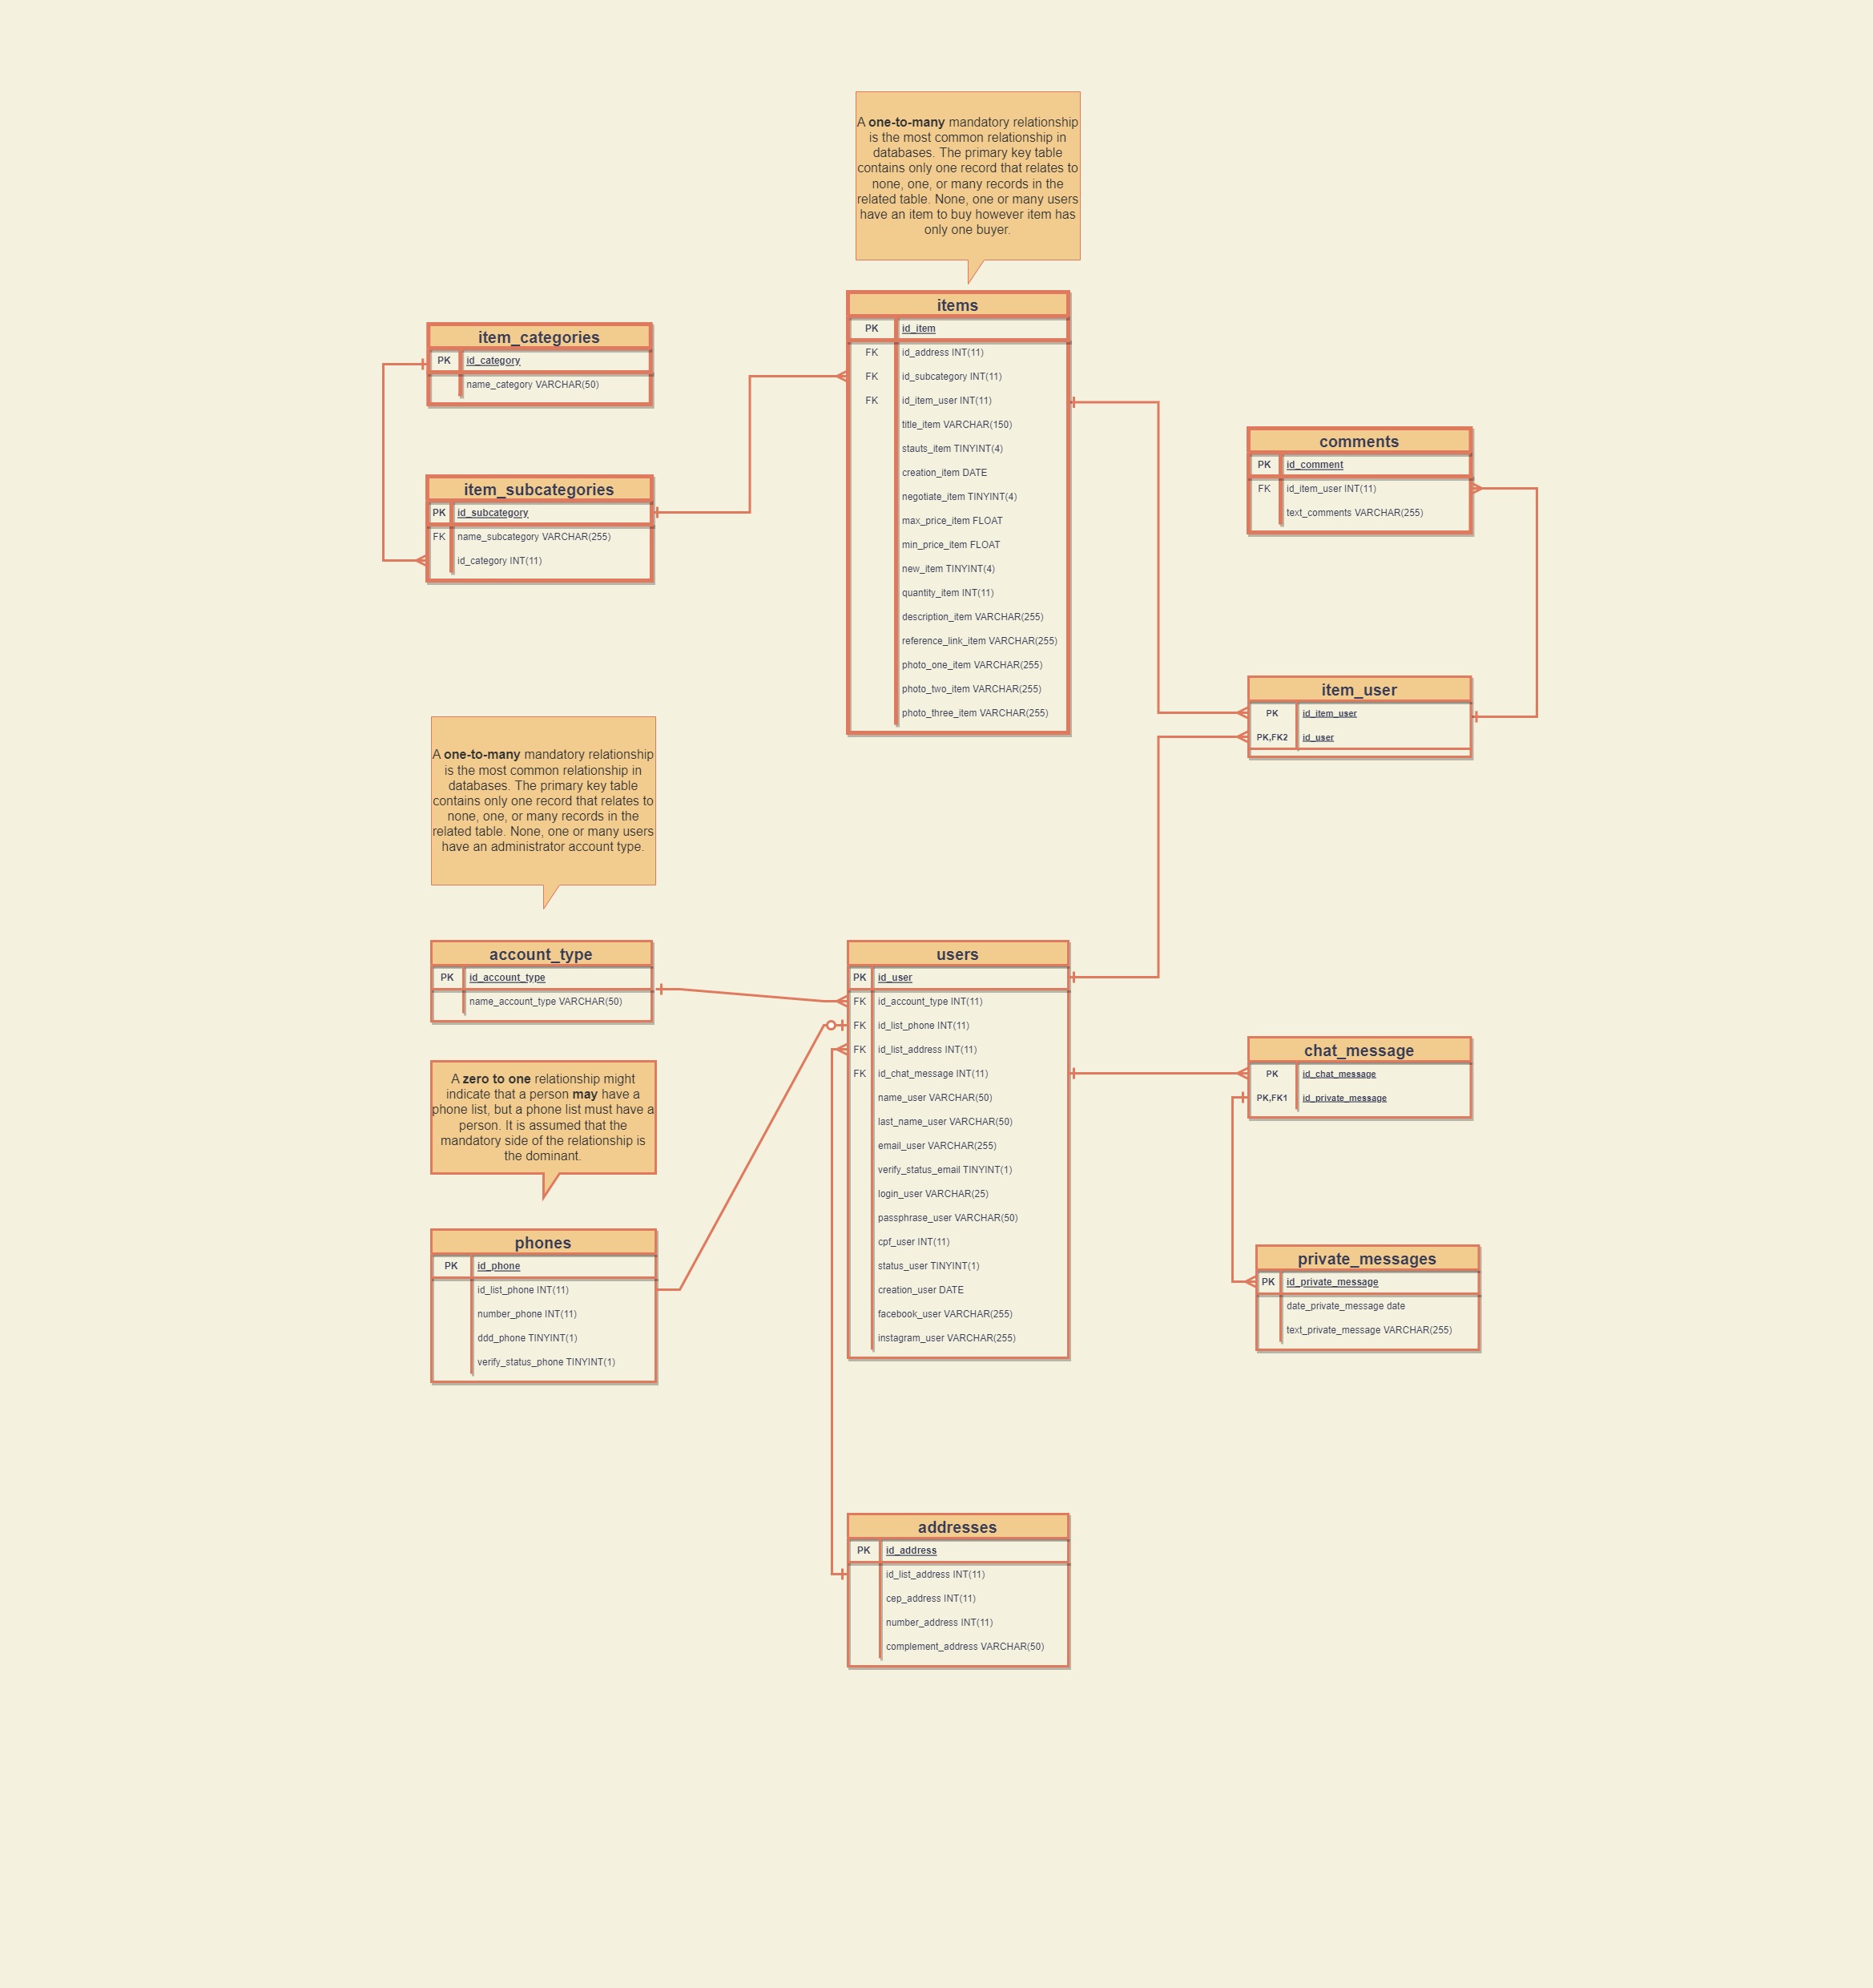 A one-to-many mandatory relationship
is the most common relationship in
databases. The primary key table
contains only one record that relates to
none, one, or many records in the
related table. None, one or many users
have an item to buy however item has
only one buyer.
items
PK id_item
FK id_address INT(11)
FK id_subcategory INT(11)
FK id_item_user INT(11)
title_item VARCHAR(150)
stauts_item TINYINT(4)
creation_item DATE
negotiate_item TINYINT(4)
max_price_item FLOAT
min_price_item FLOAT
new_item TINYINT(4)
quantity_item INT(11)
description_item VARCHAR(255)
reference_link_item VARCHAR(255)
photo_one_item VARCHAR(255)
photo_two_item VARCHAR(255)
photo_three_item VARCHAR(255)
item_categories
PK id_category
name_category VARCHAR(50)
item_subcategories
PK id_subcategory
FK name_subcategory VARCHAR(255)
id_category INT(11)
comments
PK id_comment
FK id_item_user INT(11)
text_comments VARCHAR(255)
item_user
PK id_item_user
PK,FK2 id_user
A one-to-many mandatory relationship
is the most common relationship in
databases. The primary key table
contains only one record that relates to
none, one, or many records in the
related table. None, one or many users
have an administrator account type.
account_type
PK id_account_type
name_account_type VARCHAR(50)
users
PK id_user
FK id_account_type INT(11)
FK id_list_phone INT(11)
FK id_list_address INT(11)
FK id_chat_message INT(11)
name_user VARCHAR(50)
last_name_user VARCHAR(50)
email_user VARCHAR(255)
verify_status_email TINYINT(1)
login_user VARCHAR(25)
passphrase_user VARCHAR(50)
cpf_user INT(11)
status_user TINYINT(1)
creation_user DATE
facebook_user VARCHAR(255)
instagram_user VARCHAR(255)
A zero to one relationship might
indicate that a person may have a
phone list, but a phone list must have a
person. It is assumed that the
mandatory side of the relationship is
the dominant.
phones
PK id_phone
id_list_phone INT(11)
number_phone INT(11)
ddd_phone TINYINT(1)
verify_status_phone TINYINT(1)
chat_message
PK id_chat_message
PK,FK1 id_private_message
private_messages
PK id_private_message
date_private_message date
text_private_message VARCHAR(255)
addresses
PK id_address
id_list_address INT(11)
cep_address INT(11)
number_address INT(11)
complement_address VARCHAR(50)